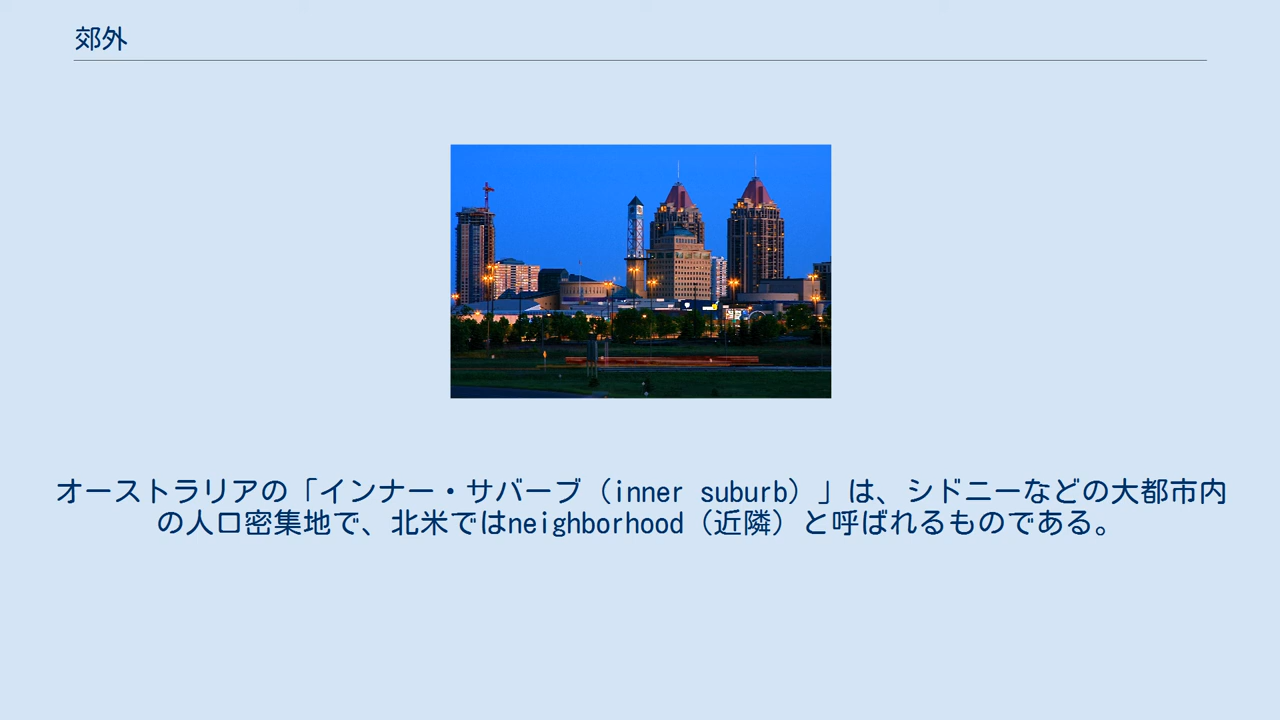 郊外
オーストラリアの「インナー・サバーブ（inner suburb）」は、シドニーなどの大都市内
の人口密集地で、北米ではneighborhood（近隣）と呼ばれるものである。